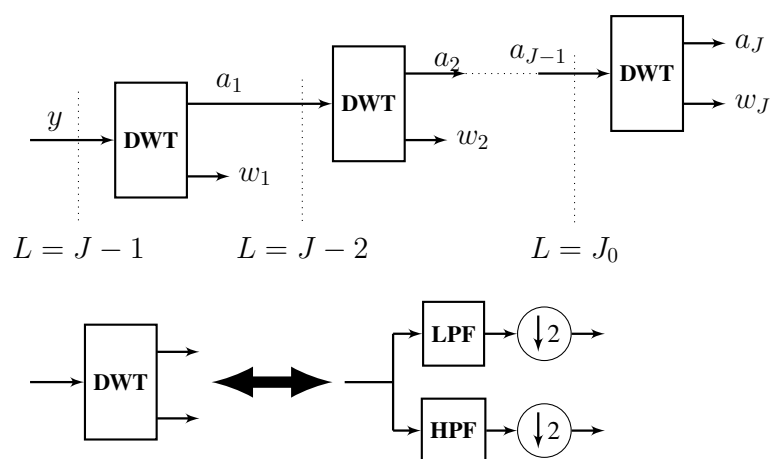 y
DWT
a_1
w_1
DWT
a_2
w_2
a_{J-1}
DWT
a_J
w_J
L = J − 1
L = J − 2
L = J_0
DWT
LPF
↓2
HPF
↓2